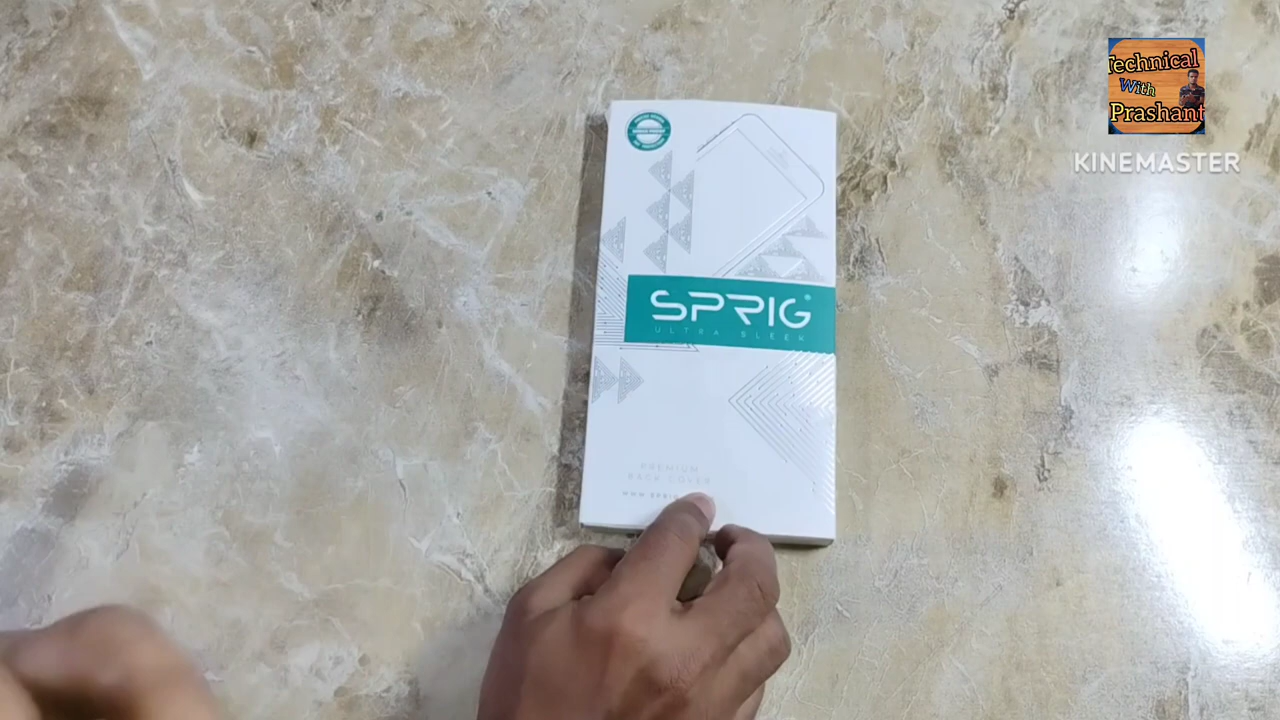 Technical
With
Prashant
KINEMASTER
SPRIG
ULTRA SLEEK
PREMIUM
BACK COVER